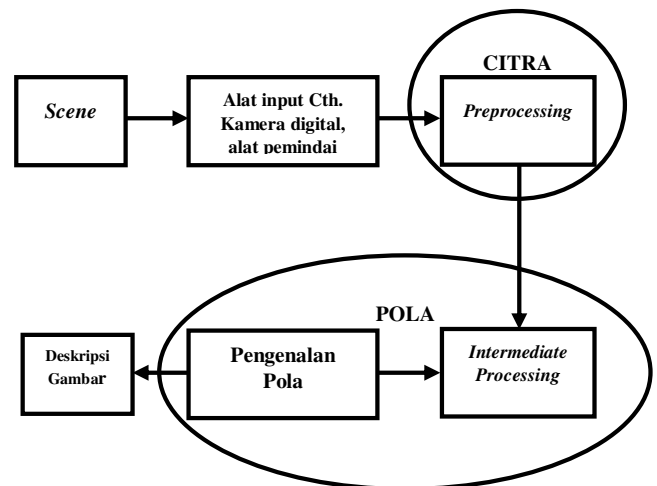 CITRA
Scene
Alat input Cth.
Kamera digital,
alat pemindai
Preprocessing
POLA
Deskripsi
Gambar
Pengenalan
Pola
Intermediate
Processing